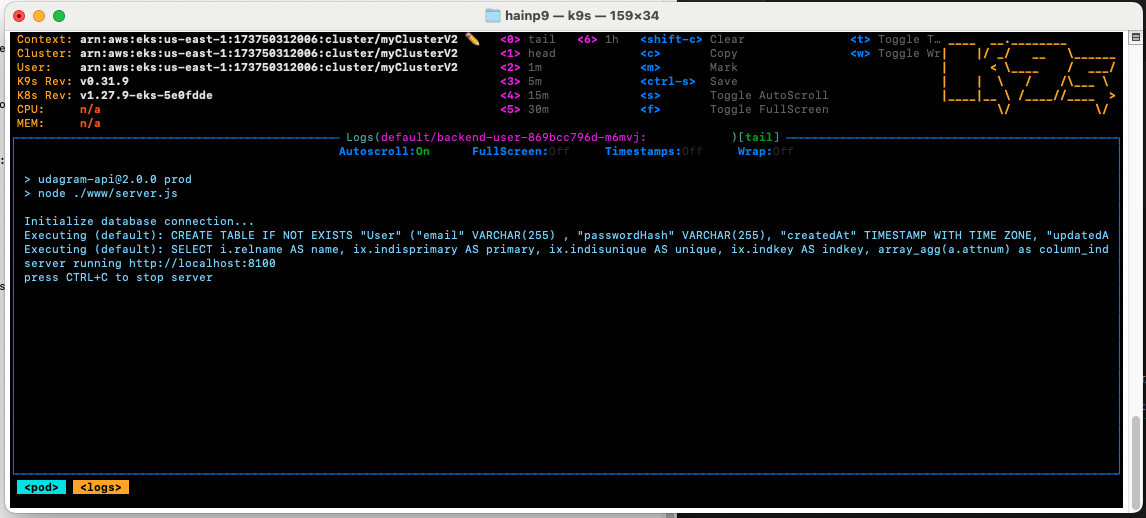 hainp9 — k9s — 159×34
Context: arn:aws:eks:us-east-1:173750312006:cluster/myClusterV2 <0> tail <6> 1h <shift-c> Clear <t> Toggle T…
Cluster: arn:aws:eks:us-east-1:173750312006:cluster/myClusterV2 <1> head <c> Copy <w> Toggle Wr
User: arn:aws:eks:us-east-1:173750312006:cluster/myClusterV2 <2> 1m <m> Mark
K9s Rev: v0.31.9 <3> 5m <ctrl-s> Save
K8s Rev: v1.27.9-eks-5e0fdde <4> 15m <s> Toggle AutoScroll
CPU: n/a <5> 30m <f> Toggle FullScreen
MEM: n/a
Logs(default/backend-user-869bcc796d-m6mvj: )[tail]
Autoscroll:On FullScreen:Off Timestamps:Off Wrap:Off
> udagram-api@2.0.0 prod
> node ./www/server.js
Initialize database connection...
Executing (default): CREATE TABLE IF NOT EXISTS "User" ("email" VARCHAR(255) , "passwordHash" VARCHAR(255), "createdAt" TIMESTAMP WITH TIME ZONE, "updatedA
Executing (default): SELECT i.relname AS name, ix.indisprimary AS primary, ix.indisunique AS unique, ix.indkey AS indkey, array_agg(a.attnum) as column_ind
server running http://localhost:8100
press CTRL+C to stop server
<pod> <logs>